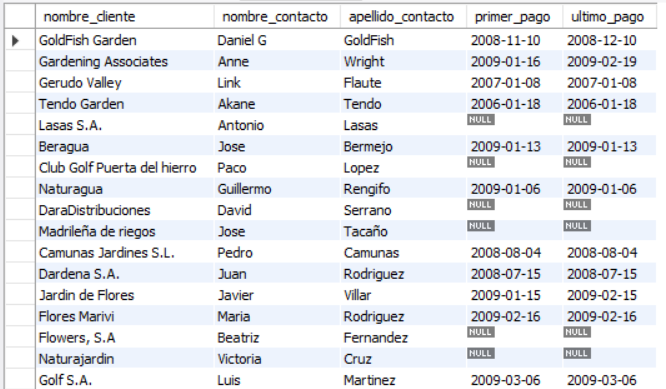 nombre_cliente nombre_contacto apellido_contacto primer_pago ultimo_pago
GoldFish Garden Daniel G GoldFish 2008-11-10 2008-12-10
Gardening Associates Anne Wright 2009-01-16 2009-02-19
Gerudo Valley Link Flaute 2007-01-08 2007-01-08
Tendo Garden Akane Tendo 2006-01-18 2006-01-18
Lasas S.A. Antonio Lasas NULL NULL
Beragua Jose Bermejo 2009-01-13 2009-01-13
Club Golf Puerta del hierro Paco Lopez NULL NULL
Naturagua Guillermo Rengifo 2009-01-06 2009-01-06
DaraDistribuciones David Serrano NULL NULL
Madrileña de riegos Jose Tacaño NULL NULL
Camunas Jardines S.L. Pedro Camunas 2008-08-04 2008-08-04
Dardena S.A. Juan Rodriguez 2008-07-15 2008-07-15
Jardin de Flores Javier Villar 2009-01-15 2009-02-15
Flores Marivi Maria Rodriguez 2009-02-16 2009-02-16
Flowers, S.A Beatriz Fernandez NULL NULL
Naturajardin Victoria Cruz NULL NULL
Golf S.A. Luis Martinez 2009-03-06 2009-03-06